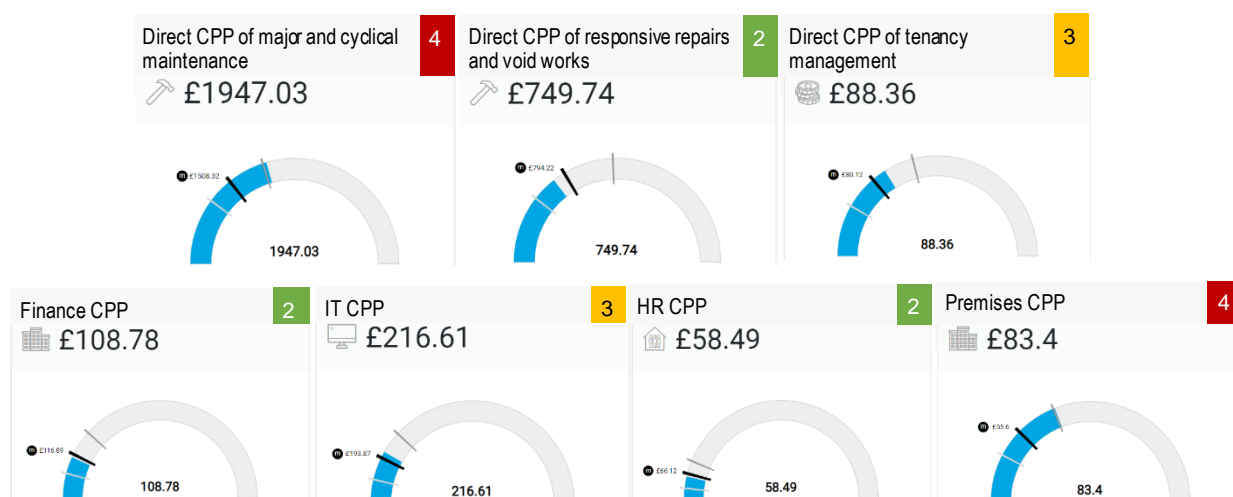 Direct CPP of major and cyclical
maintenance
4
£1947.03
m £1508.32
1947.03
Direct CPP of responsive repairs
and void works
2
£749.74
m £794.22
749.74
Direct CPP of tenancy
management
3
£88.36
m £80.12
88.36
Finance CPP
2
£108.78
m £116.89
108.78
IT CPP
3
£216.61
m £193.87
216.61
HR CPP
2
£58.49
m £66.12
58.49
Premises CPP
4
£83.4
m £55.6
83.4